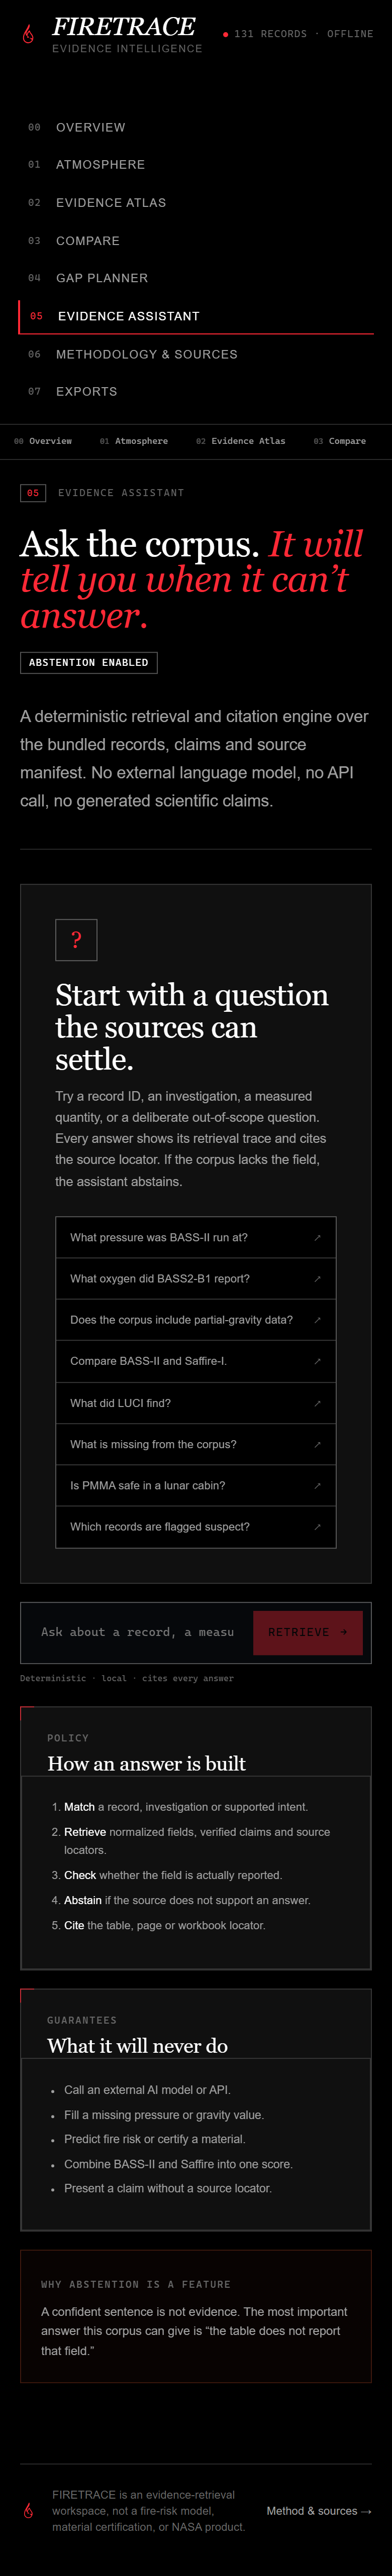 FIRETRACE
EVIDENCE INTELLIGENCE
131 RECORDS · OFFLINE
00 OVERVIEW
01 ATMOSPHERE
02 EVIDENCE ATLAS
03 COMPARE
04 GAP PLANNER
05 EVIDENCE ASSISTANT
06 METHODOLOGY & SOURCES
07 EXPORTS
00 Overview 01 Atmosphere 02 Evidence Atlas 03 Compare
05 EVIDENCE ASSISTANT
Ask the corpus. It will
tell you when it can’t
answer.
ABSTENTION ENABLED
A deterministic retrieval and citation engine over
the bundled records, claims and source
manifest. No external language model, no API
call, no generated scientific claims.
?
Start with a question
the sources can
settle.
Try a record ID, an investigation, a measured
quantity, or a deliberate out-of-scope question.
Every answer shows its retrieval trace and cites
the source locator. If the corpus lacks the field,
the assistant abstains.
What pressure was BASS-II run at? ↗
What oxygen did BASS2-B1 report? ↗
Does the corpus include partial-gravity data? ↗
Compare BASS-II and Saffire-I. ↗
What did LUCI find? ↗
What is missing from the corpus? ↗
Is PMMA safe in a lunar cabin? ↗
Which records are flagged suspect? ↗
Ask about a record, a measu
RETRIEVE →
Deterministic · local · cites every answer
POLICY
How an answer is built
1. Match a record, investigation or supported intent.
2. Retrieve normalized fields, verified claims and source
locators.
3. Check whether the field is actually reported.
4. Abstain if the source does not support an answer.
5. Cite the table, page or workbook locator.
GUARANTEES
What it will never do
• Call an external AI model or API.
• Fill a missing pressure or gravity value.
• Predict fire risk or certify a material.
• Combine BASS-II and Saffire into one score.
• Present a claim without a source locator.
WHY ABSTENTION IS A FEATURE
A confident sentence is not evidence. The most important
answer this corpus can give is “the table does not report
that field.”
FIRETRACE is an evidence-retrieval
workspace, not a fire-risk model,
material certification, or NASA product.
Method & sources →